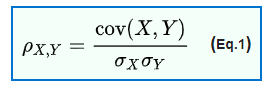 ρX,Y = cov(X, Y) / σXσY (Eq.1)